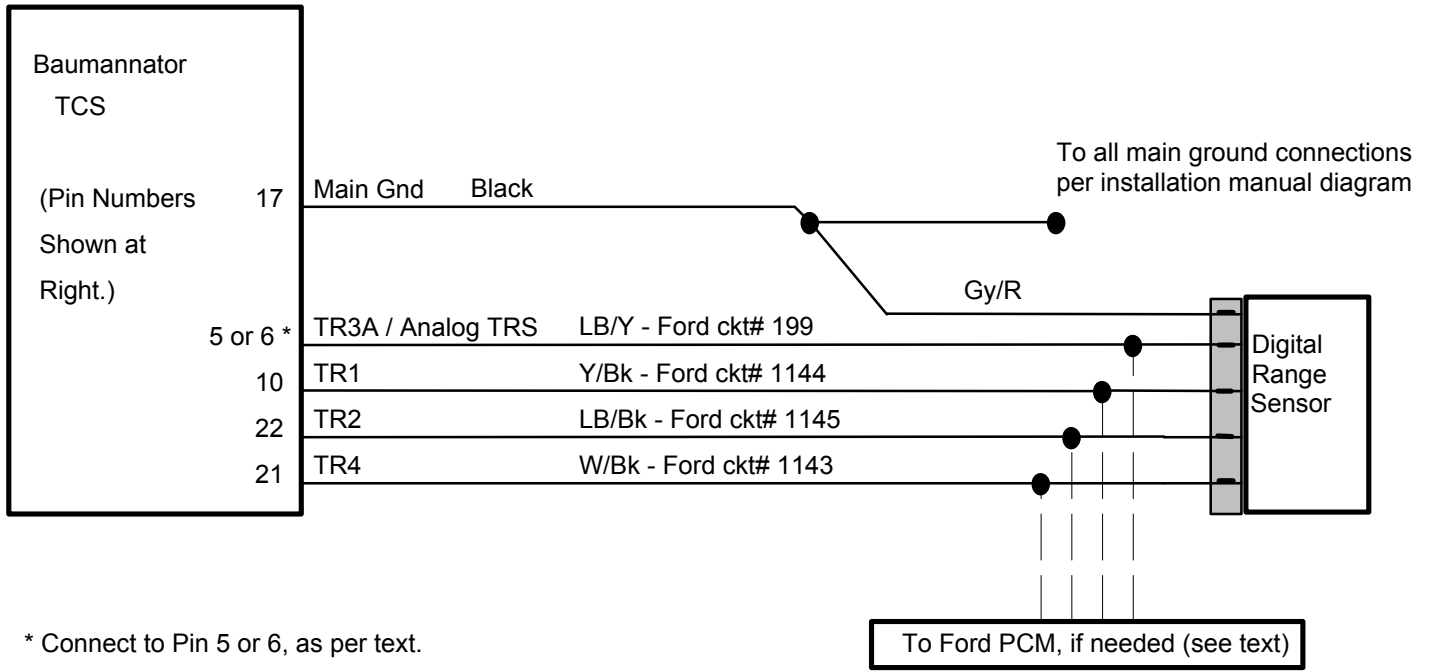 Baumannator
TCS
(Pin Numbers
Shown at
Right.)
To all main ground connections
per installation manual diagram
17 Main Gnd Black
Gy/R
5 or 6 * TR3A / Analog TRS LB/Y - Ford ckt# 199
10 TR1 Y/Bk - Ford ckt# 1144
22 TR2 LB/Bk - Ford ckt# 1145
21 TR4 W/Bk - Ford ckt# 1143
Digital
Range
Sensor
* Connect to Pin 5 or 6, as per text.
To Ford PCM, if needed (see text)